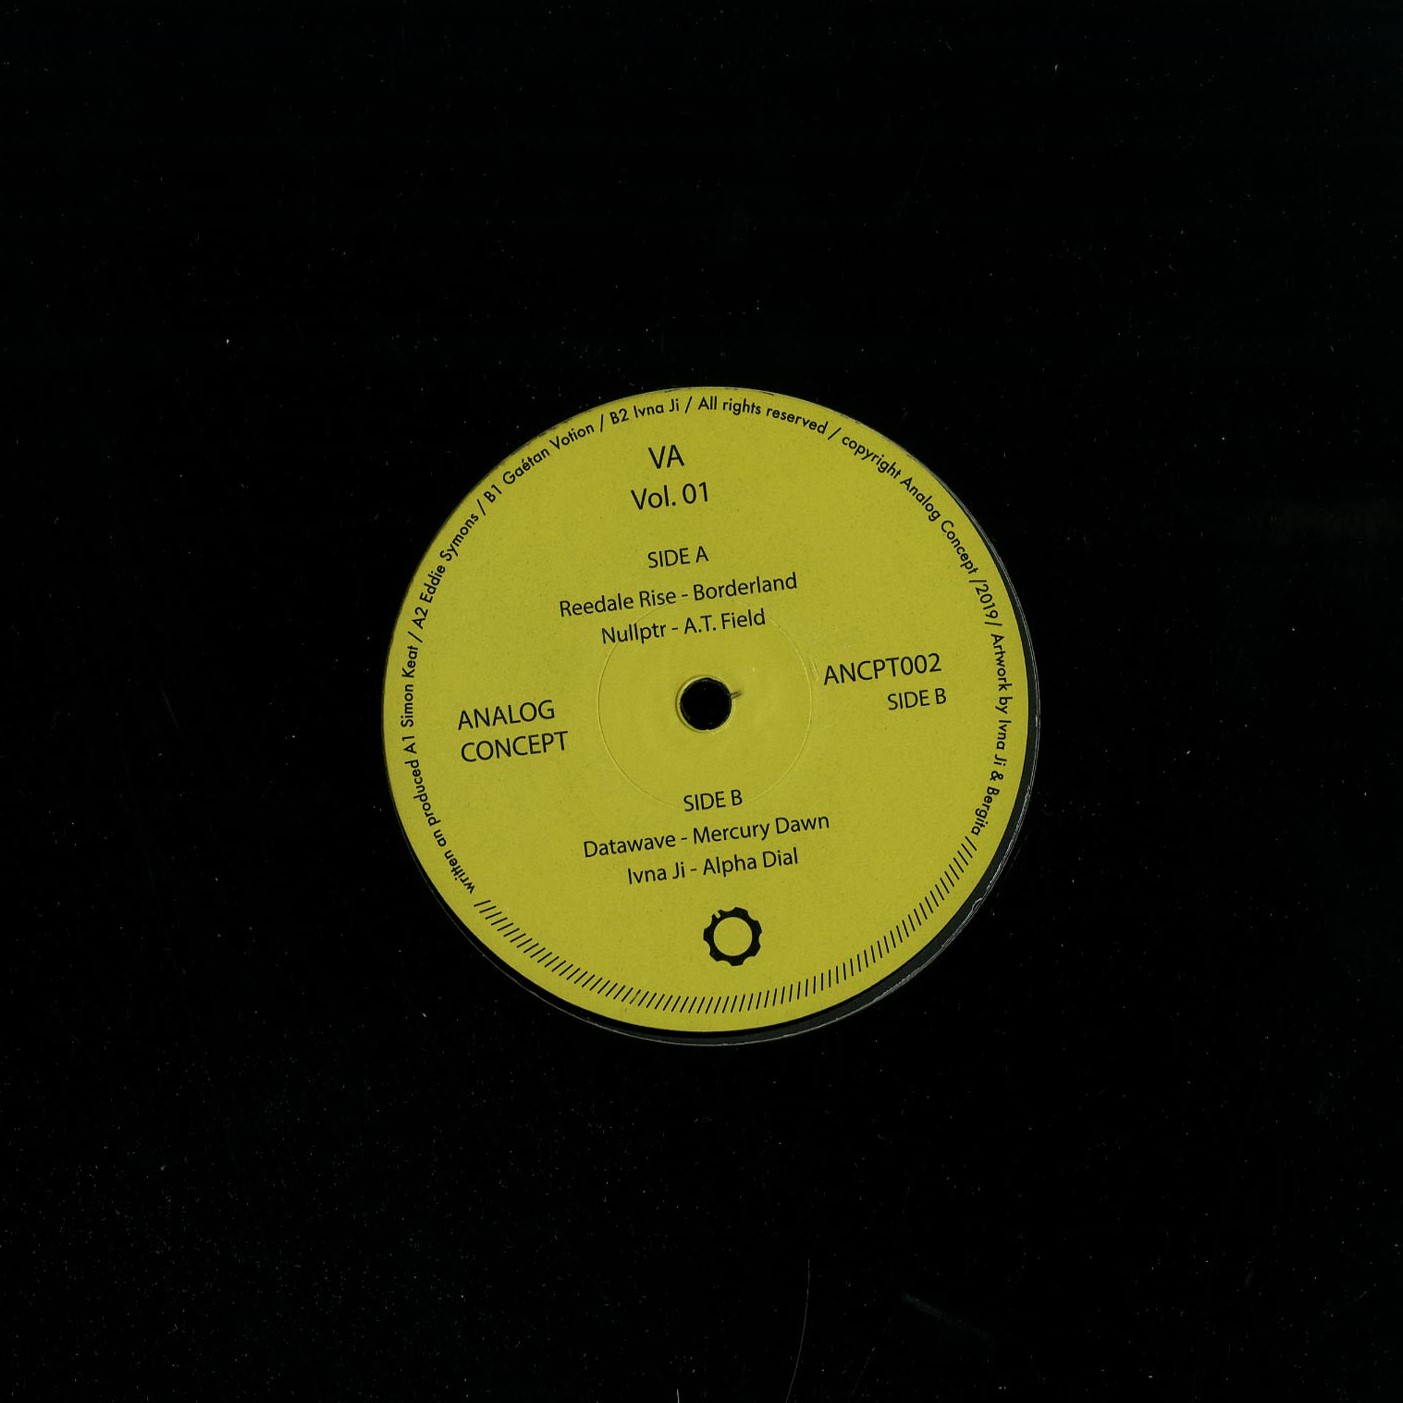 written an produced A1 Simon Keat / A2 Eddie Symons / B1 Gaétan Votion / B2 Ivna Ji / All rights reserved / copyright Analog Concept /2019/ Artwork by Ivna Ji & Bergita /
VA
Vol. 01
SIDE A
Reedale Rise - Borderland
Nullptr - A.T. Field
ANCPT002
SIDE B
ANALOG
CONCEPT
SIDE B
Datawave - Mercury Dawn
Ivna Ji - Alpha Dial